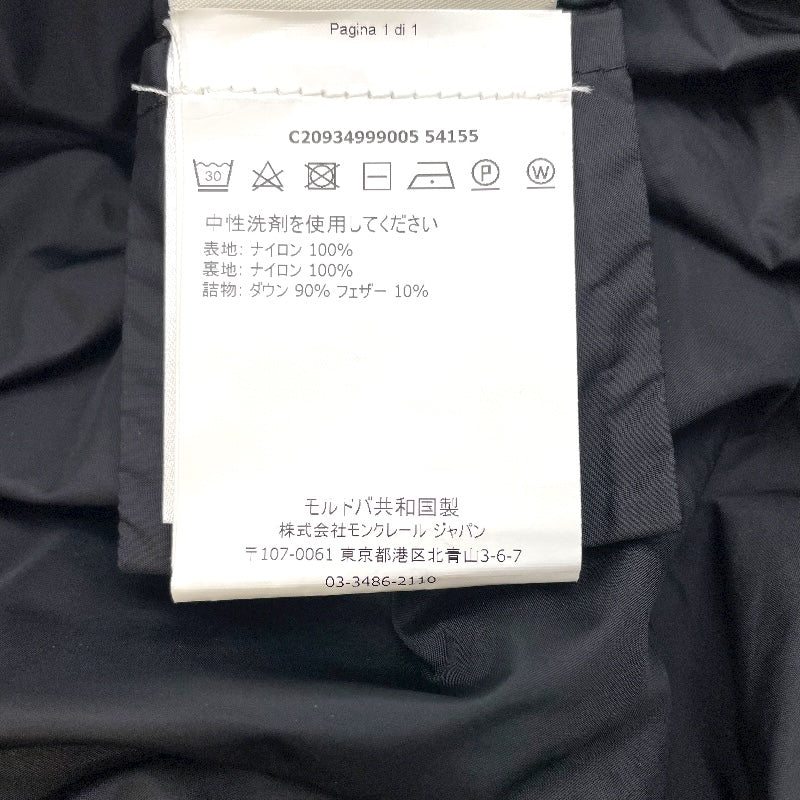 Pagina 1 di 1
C20934999005 54155
30 P W
中性洗剤を使用してください
表地: ナイロン 100%
裏地: ナイロン 100%
詰物: ダウン 90% フェザー 10%
モルドバ共和国製
株式会社モンクレール ジャパン
〒107-0061 東京都港区北青山3-6-7
03-3486-2110